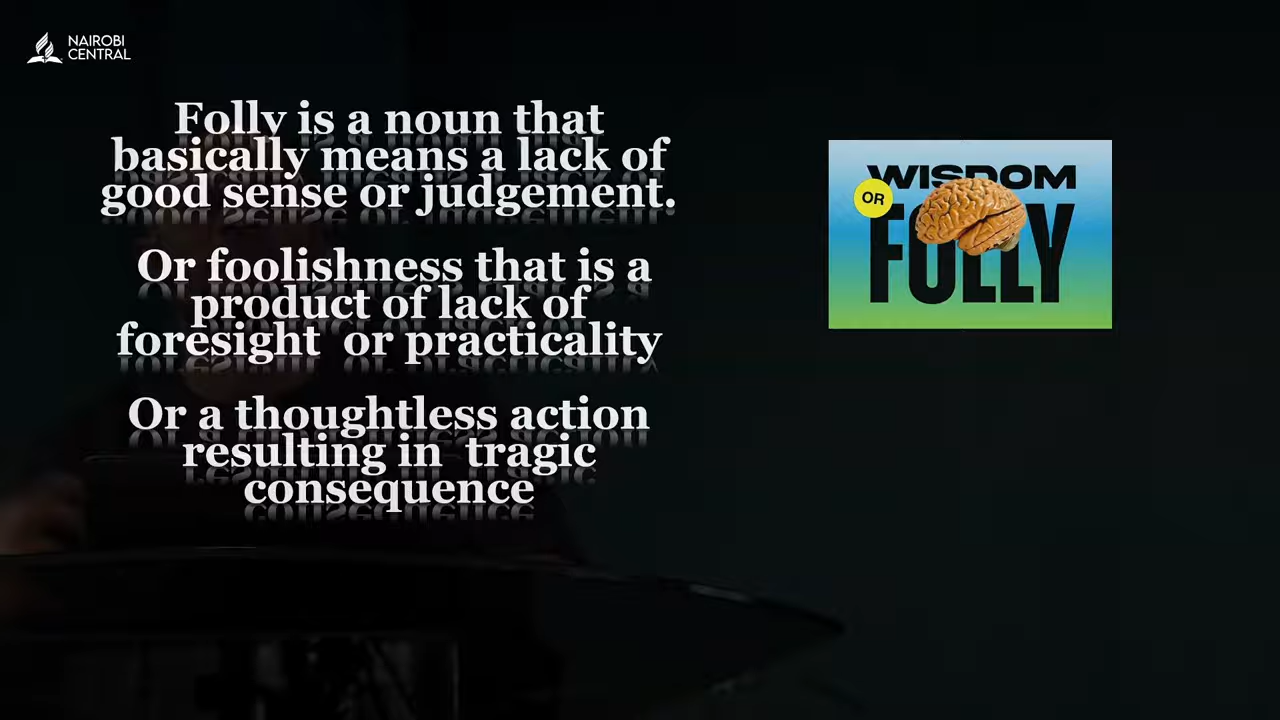 NAIROBI
CENTRAL
Folly is a noun that
basically means a lack of
good sense or judgement.
Or foolishness that is a
product of lack of
foresight or practicality
Or a thoughtless action
resulting in tragic
consequence
WISDOM
OR
FOLLY